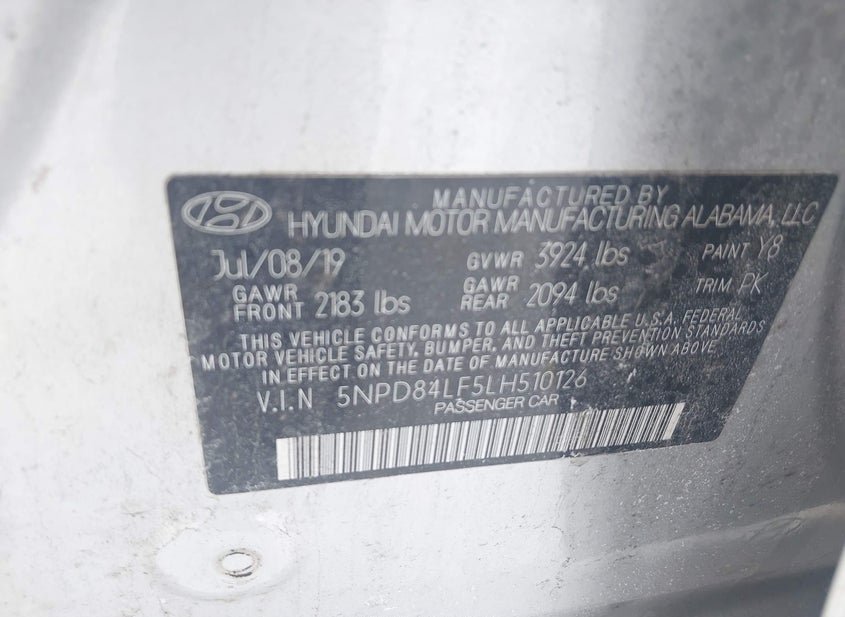 MANUFACTURED BY
HYUNDAI MOTOR MANUFACTURING ALABAMA, LLC
Jul/08/19 GVWR 3924 lbs PAINT Y8
GAWR FRONT 2183 lbs GAWR REAR 2094 lbs TRIM PK
THIS VEHICLE CONFORMS TO ALL APPLICABLE U.S.A. FEDERAL
MOTOR VEHICLE SAFETY, BUMPER, AND THEFT PREVENTION STANDARDS
IN EFFECT ON THE DATE OF MANUFACTURE SHOWN ABOVE
V.I.N 5NPD84LF5LH510126
PASSENGER CAR